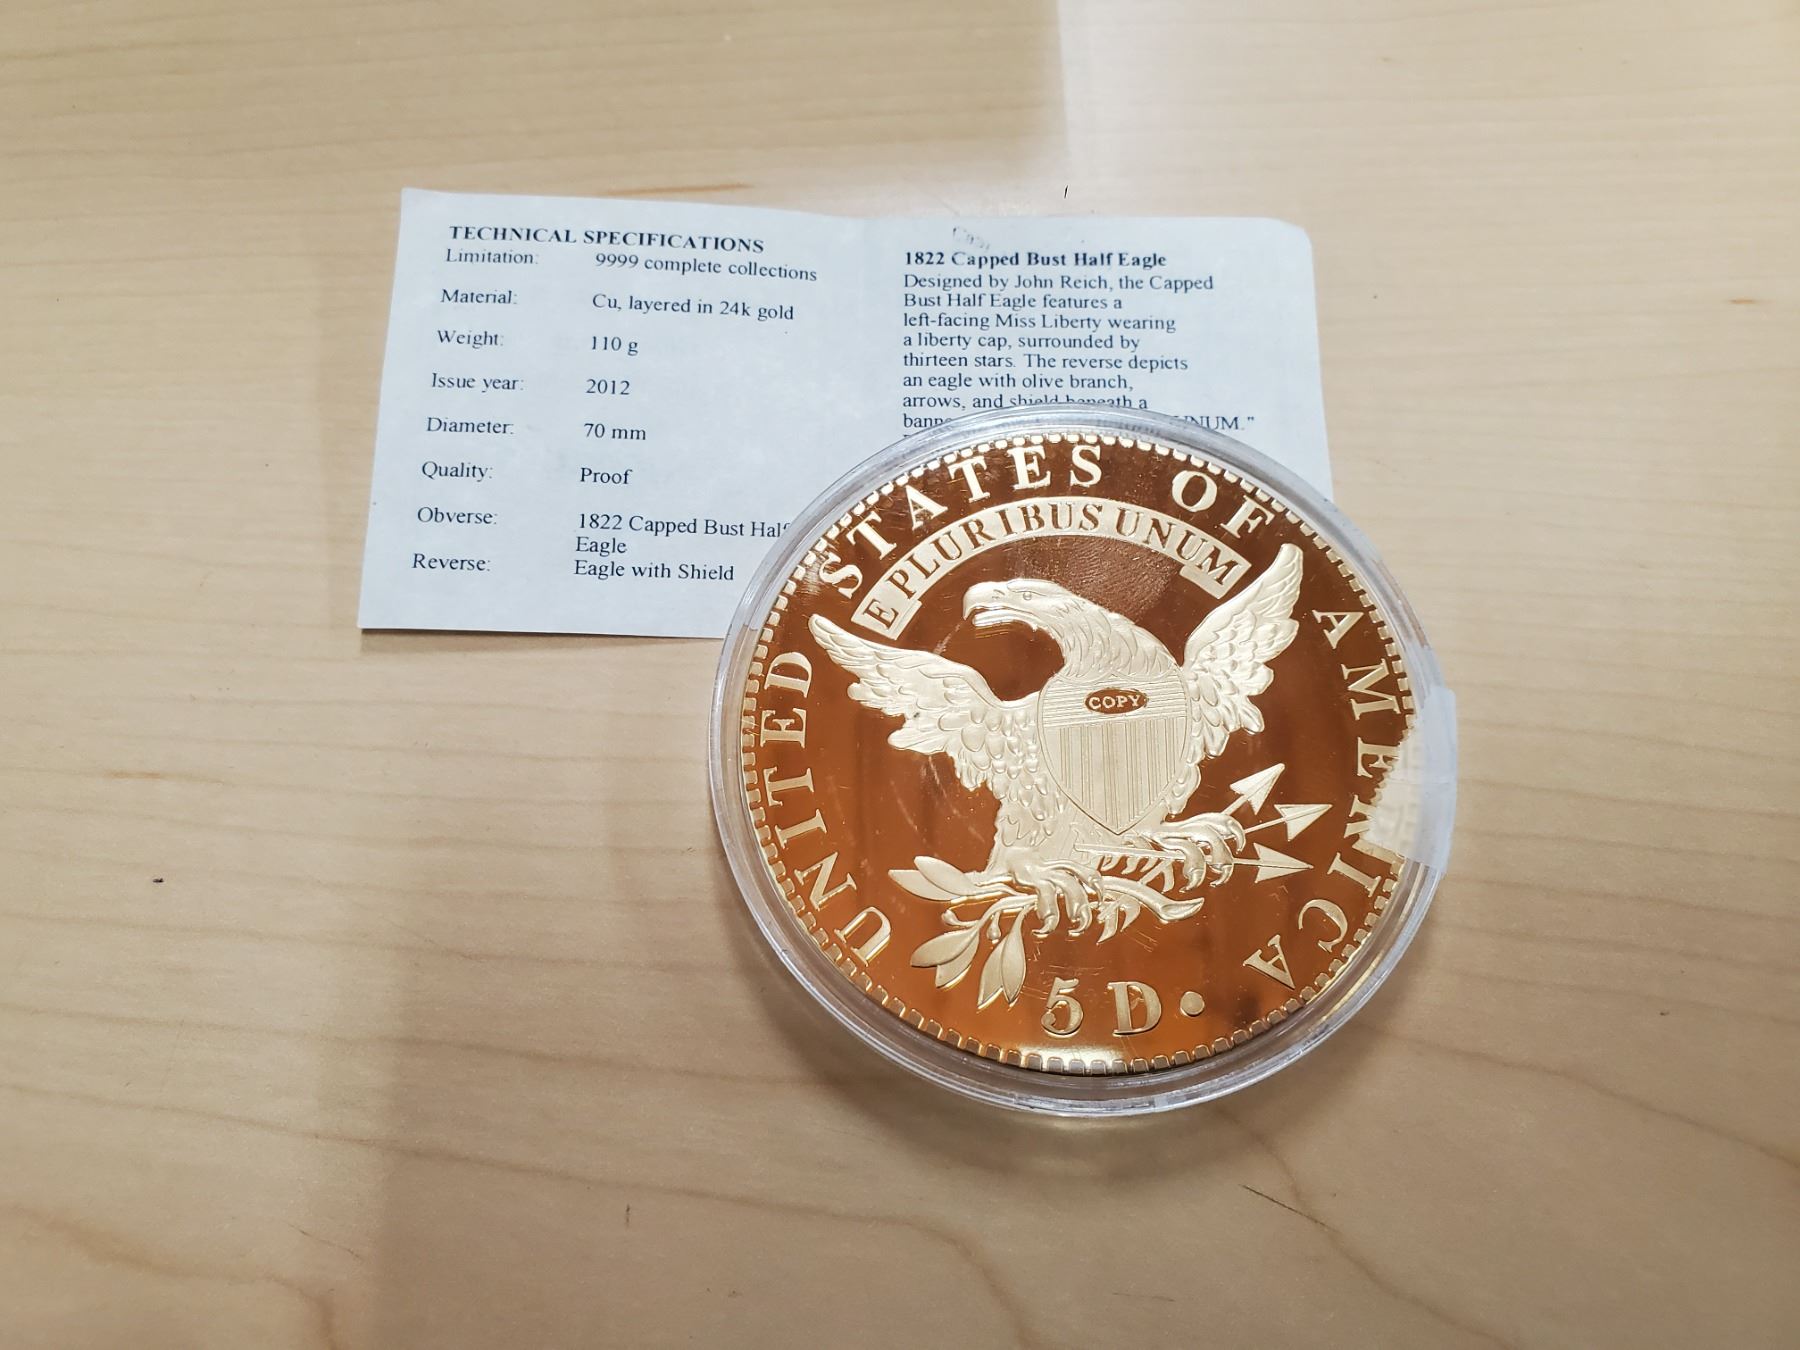 TECHNICAL SPECIFICATIONS
Limitation: 9999 complete collections
Material: Cu, layered in 24k gold
Weight: 110 g
Issue year: 2012
Diameter: 70 mm
Quality: Proof
Obverse: 1822 Capped Bust Half
Eagle
Reverse: Eagle with Shield
1822 Capped Bust Half Eagle
Designed by John Reich, the Capped
Bust Half Eagle features a
left-facing Miss Liberty wearing
a liberty cap, surrounded by
thirteen stars. The reverse depicts
an eagle with olive branch,
arrows, and shield beneath a
UNUM."
UNITED STATES OF AMERICA
E PLURIBUS UNUM
COPY
5 D.